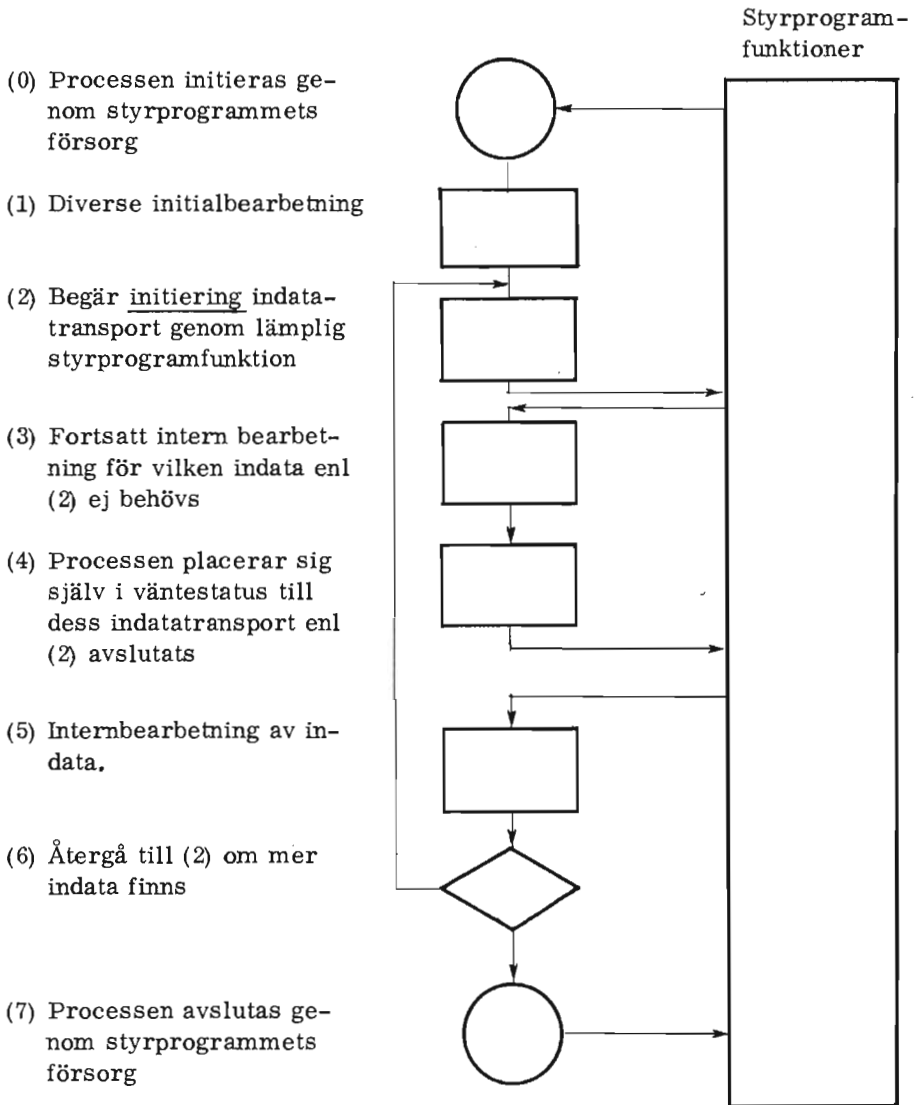 Styrprogram-
funktioner
(0) Processen initieras ge-
nom styrprogrammets
försorg
(1) Diverse initialbearbetning
(2) Begär initiering indata-
transport genom lämplig
styrprogramfunktion
(3) Fortsatt intern bearbet-
ning för vilken indata enl
(2) ej behövs
(4) Processen placerar sig
själv i väntestatus till
dess indatatransport enl
(2) avslutats
(5) Internbearbetning av in-
data.
(6) Återgå till (2) om mer
indata finns
(7) Processen avslutas ge-
nom styrprogrammets
försorg